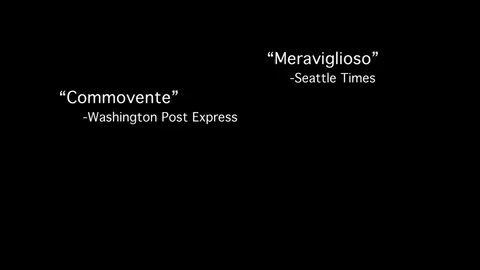 “Meraviglioso”
-Seattle Times
“Commovente”
-Washington Post Express